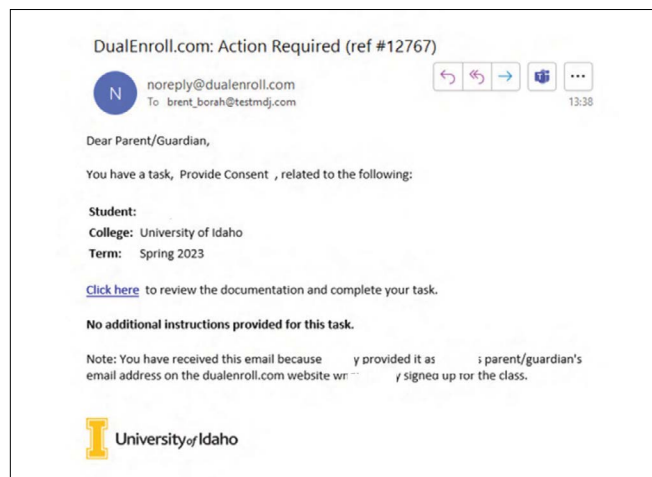 DualEnroll.com: Action Required (ref #12767)
N
noreply@dualenroll.com
To brent_borah@testmdj.com
13:38
Dear Parent/Guardian,
You have a task, Provide Consent , related to the following:
Student:
College: University of Idaho
Term: Spring 2023
Click here to review the documentation and complete your task.
No additional instructions provided for this task.
Note: You have received this email because y provided it as s parent/guardian's
email address on the dualenroll.com website y signed up for the class.
I University of Idaho